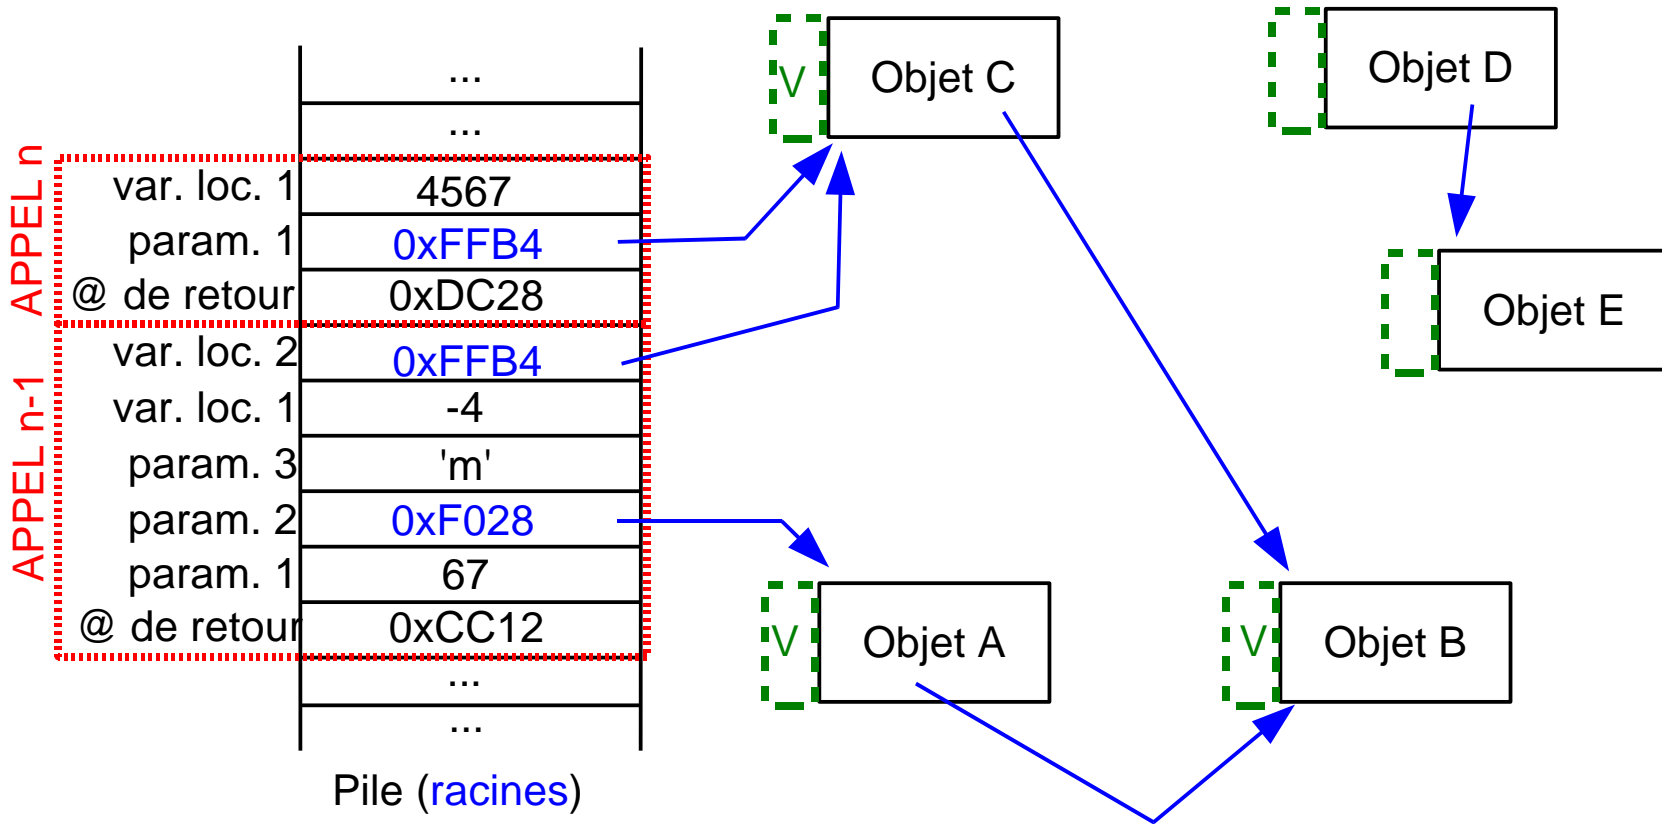 ...
...
APPEL n
var. loc. 1 4567
param. 1 0xFFB4
@ de retour 0xDC28
APPEL n-1
var. loc. 2 0xFFB4
var. loc. 1 -4
param. 3 'm'
param. 2 0xF028
param. 1 67
@ de retour 0xCC12
...
...
Pile (racines)
V Objet C
Objet D
Objet E
V Objet A
V Objet B